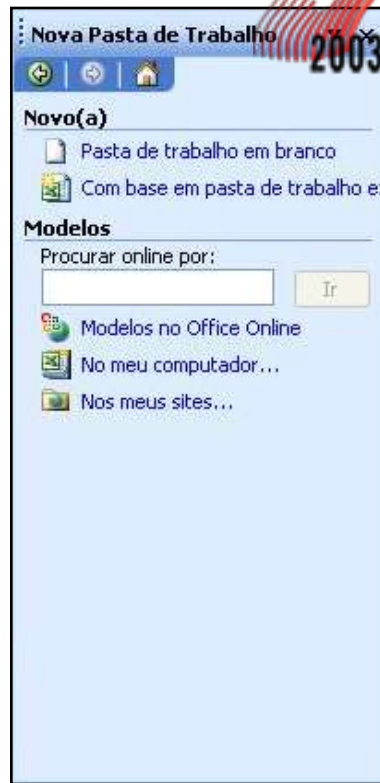 Nova Pasta de Trabalho
2003
Novo(a)
Pasta de trabalho em branco
Com base em pasta de trabalho
Modelos
Procurar online por:
Ir
Modelos no Office Online
No meu computador...
Nos meus sites...